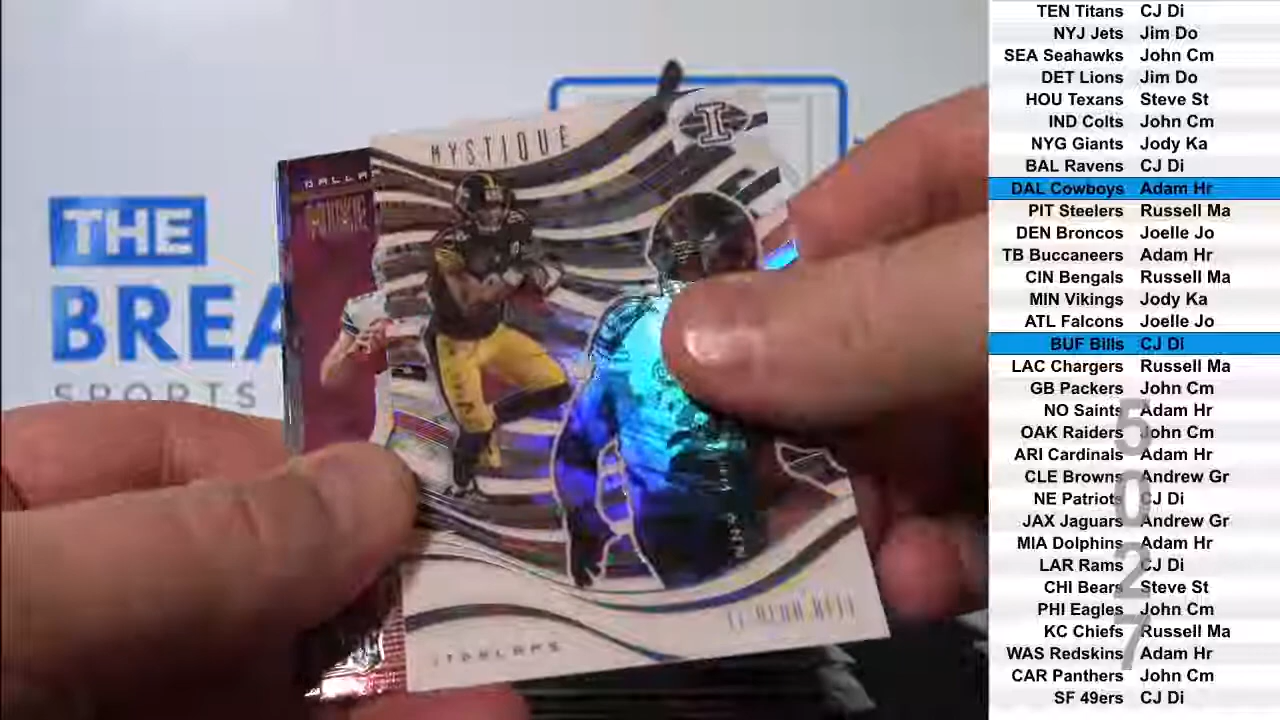 THE
BREA
SPORTS
MYSTIQUE
I
DALLA
ROOKIE
LE'VEON BELL
STEELERS
TEN Titans CJ Di
NYJ Jets Jim Do
SEA Seahawks John Cm
DET Lions Jim Do
HOU Texans Steve St
IND Colts John Cm
NYG Giants Jody Ka
BAL Ravens CJ Di
DAL Cowboys Adam Hr
PIT Steelers Russell Ma
DEN Broncos Joelle Jo
TB Buccaneers Adam Hr
CIN Bengals Russell Ma
MIN Vikings Jody Ka
ATL Falcons Joelle Jo
BUF Bills CJ Di
LAC Chargers Russell Ma
GB Packers John Cm
NO Saints Adam Hr
OAK Raiders John Cm
ARI Cardinals Adam Hr
CLE Browns Andrew Gr
NE Patriots CJ Di
JAX Jaguars Andrew Gr
MIA Dolphins Adam Hr
LAR Rams CJ Di
CHI Bears Steve St
PHI Eagles John Cm
KC Chiefs Russell Ma
WAS Redskins Adam Hr
CAR Panthers John Cm
SF 49ers CJ Di
5027